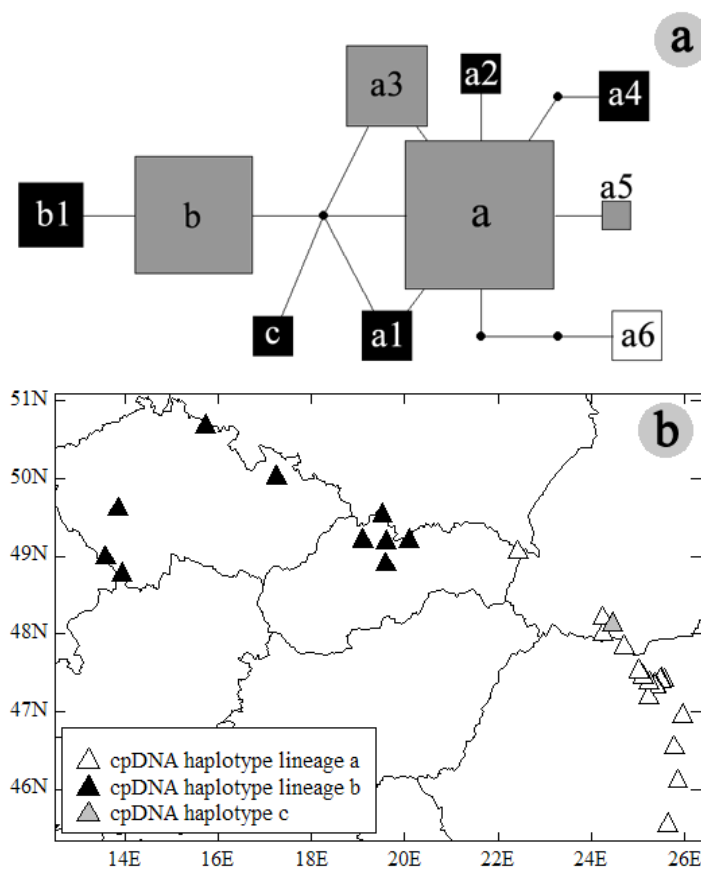 a
a2
a3
a4
a5
b1
b
a
c
a1
a6
b
51N
50N
49N
48N
47N
46N
cpDNA haplotype lineage a
cpDNA haplotype lineage b
cpDNA haplotype c
14E 16E 18E 20E 22E 24E 26E